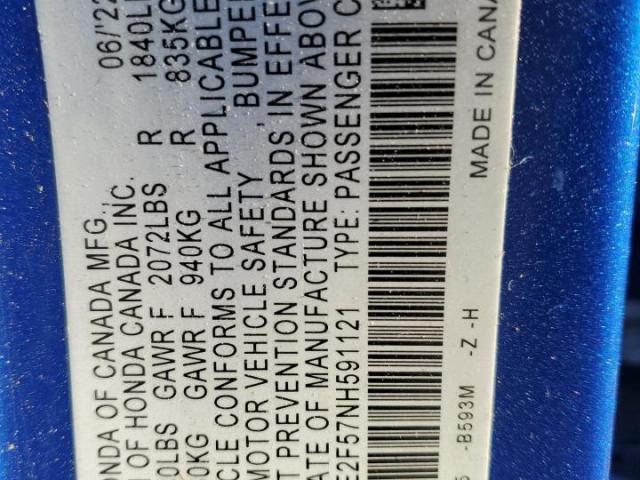 ONDA OF CANADA MFG., 06/'22
OF HONDA CANADA INC.
0LBS GAWR F 2072LBS R 1840L
0KG GAWR F 940KG R 835KG
CLE CONFORMS TO ALL APPLICABLE
MOTOR VEHICLE SAFETY , BUMPER
T PREVENTION STANDARDS IN EFFE
ATE OF MANUFACTURE SHOWN ABOV
E2F57NH591121 TYPE: PASSENGER C
-B593M -Z -H MADE IN CANA